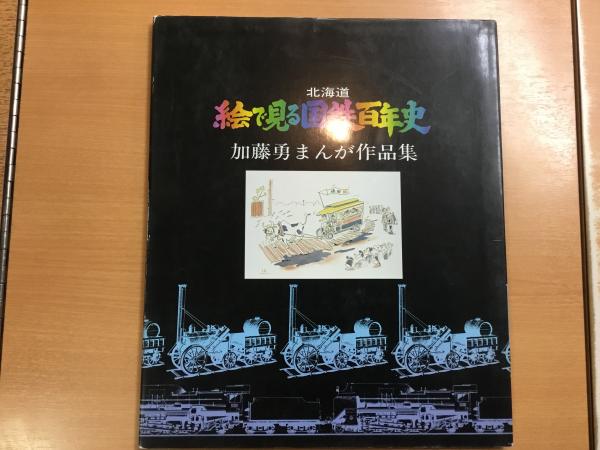 北海道
絵で見る国鉄百年史
加藤勇まんが作品集